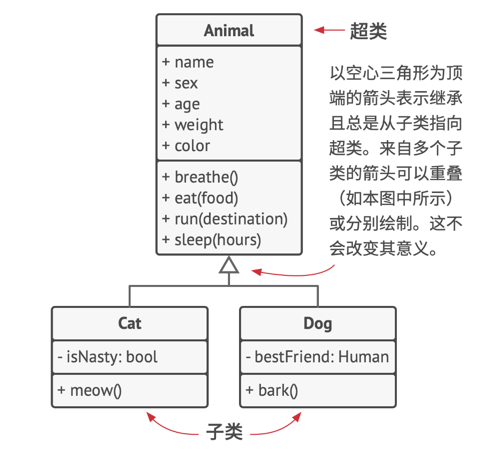 Animal
+ name
+ sex
+ age
+ weight
+ color
+ breathe()
+ eat(food)
+ run(destination)
+ sleep(hours)
超类
以空心三角形为顶
端的箭头表示继承
且总是从子类指向
超类。来自多个子
类的箭头可以重叠
（如本图中所示）
或分别绘制。这不
会改变其意义。
Cat
- isNasty: bool
+ meow()
Dog
- bestFriend: Human
+ bark()
子类